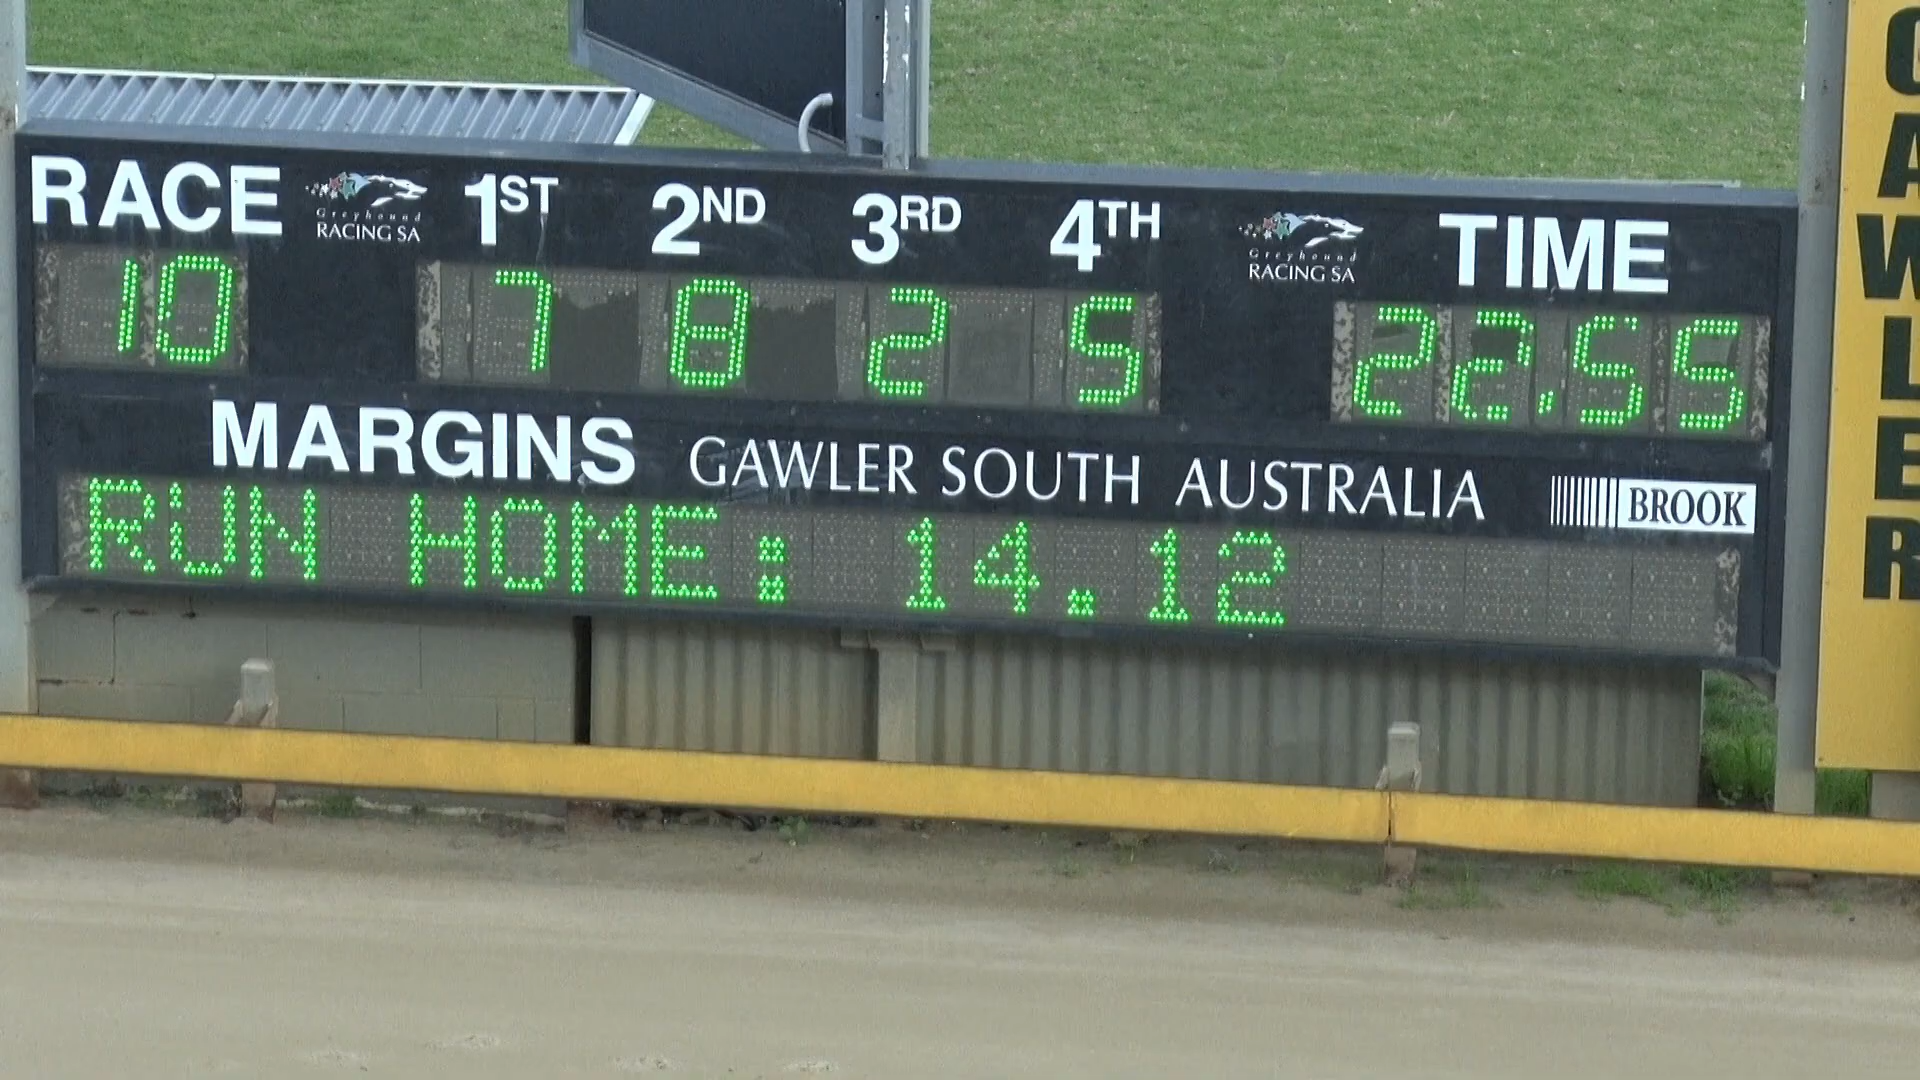 RACE 1ST 2ND 3RD 4TH TIME
Greyhound
RACING SA
Greyhound
RACING SA
10 7 8 2 5 22.55
MARGINS GAWLER SOUTH AUSTRALIA BROOK
RUN HOME: 14.12
GAWLER